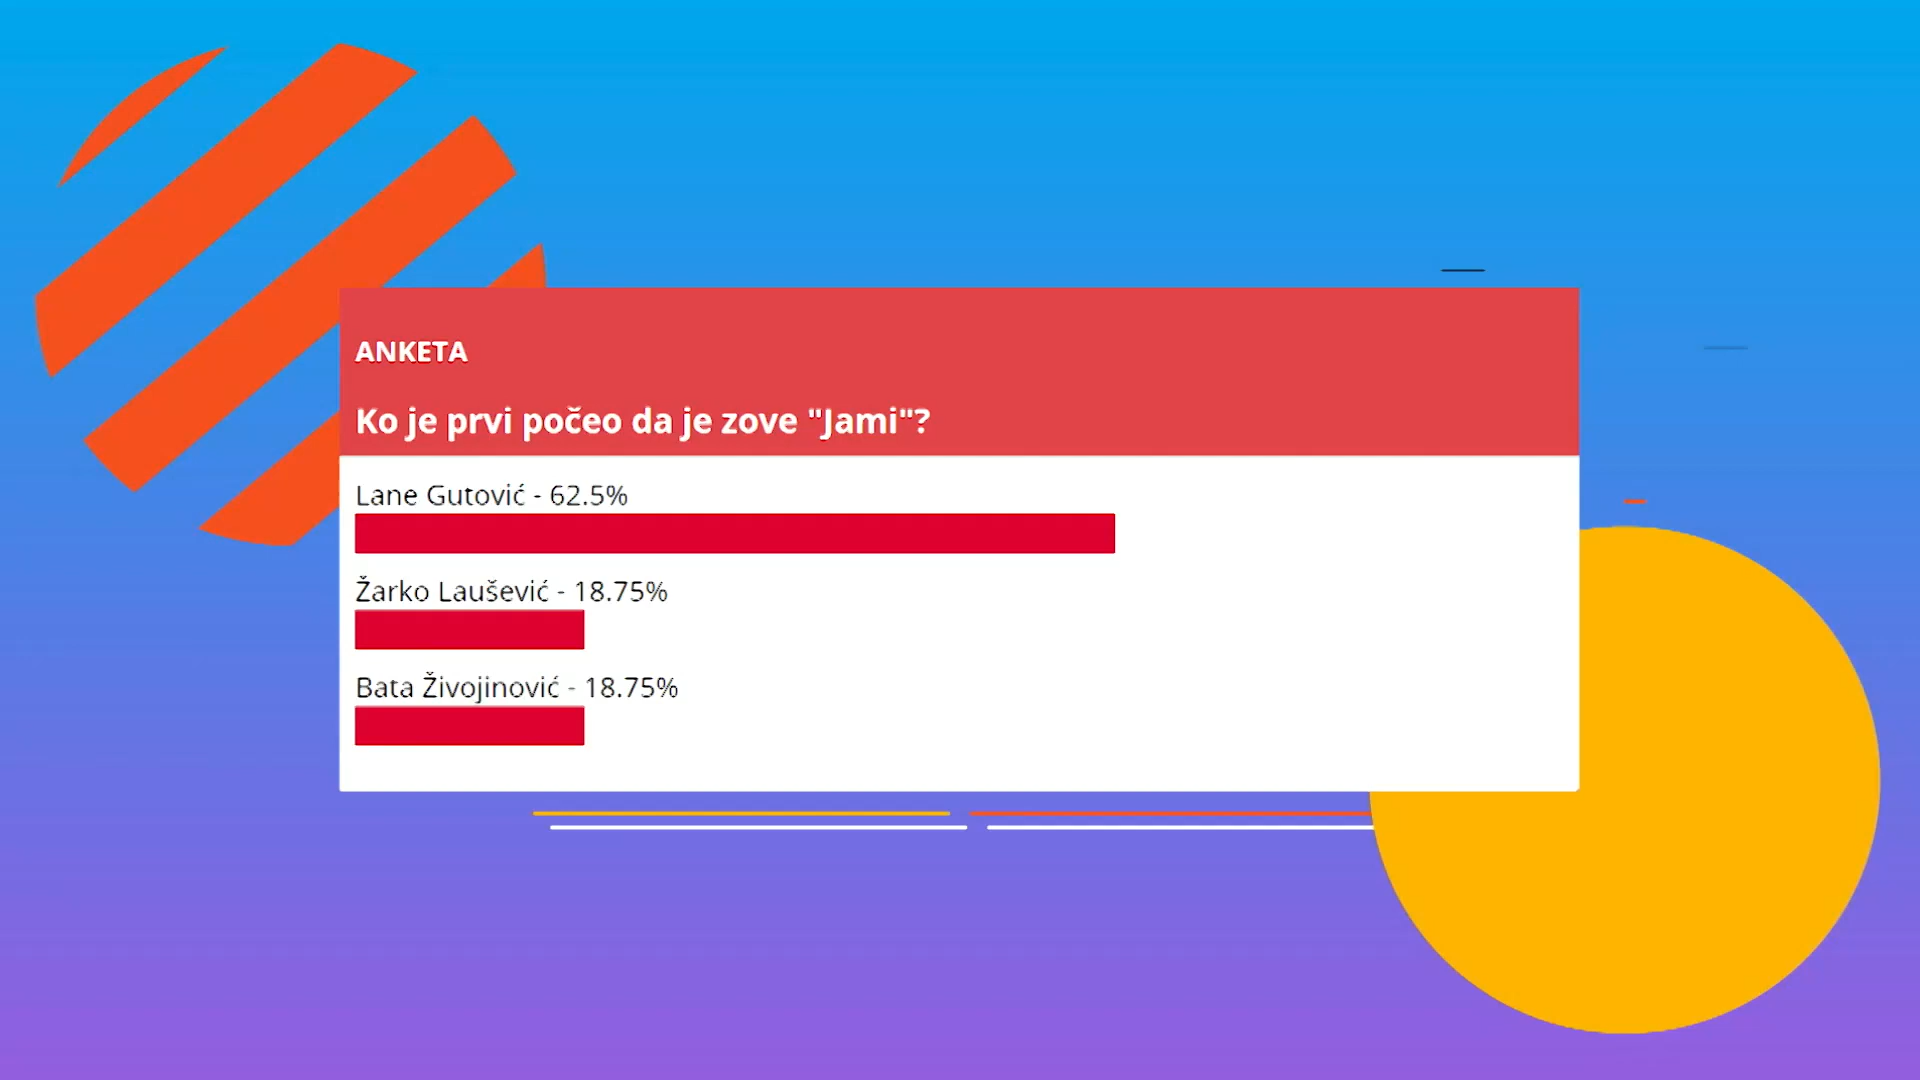 ANKETA
Ko je prvi počeo da je zove "Jami"?
Lane Gutović - 62.5%
Žarko Laušević - 18.75%
Bata Živojinović - 18.75%